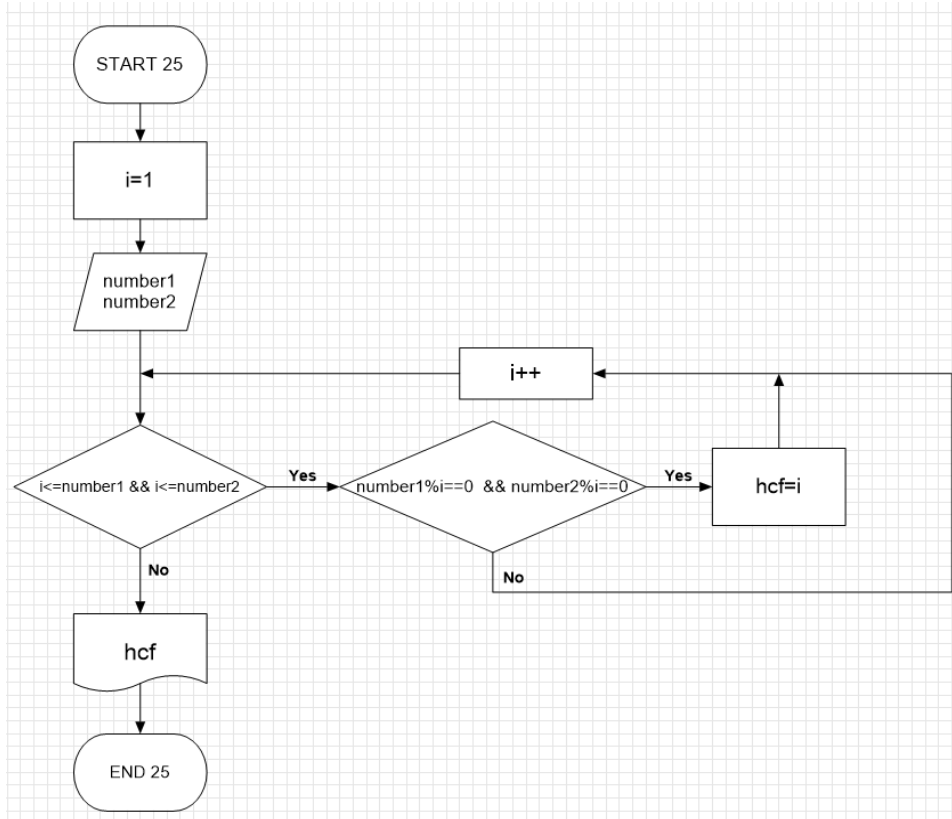 START 25
i=1
number1
number2
i++
i<=number1 && i<=number2
Yes
number1%i==0  && number2%i==0
Yes
hcf=i
No
No
hcf
END 25